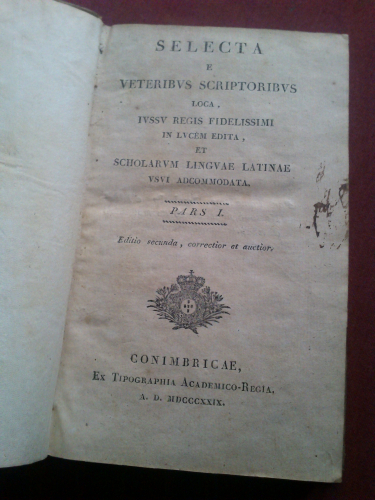 SELECTA
E
VETERIBVS SCRIPTORIBVS
LOCA,
IVSSV REGIS FIDELISSIMI
IN LVCEM EDITA,
ET
SCHOLARVM LINGVAE LATINAE
VSVI ADCOMMODATA.
PARS I.
Editio secunda, correctior et auctior.
CONIMBRICAE,
EX TIPOGRAPHIA ACADEMICO-REGIA,
A. D. MDCCCXXIX.